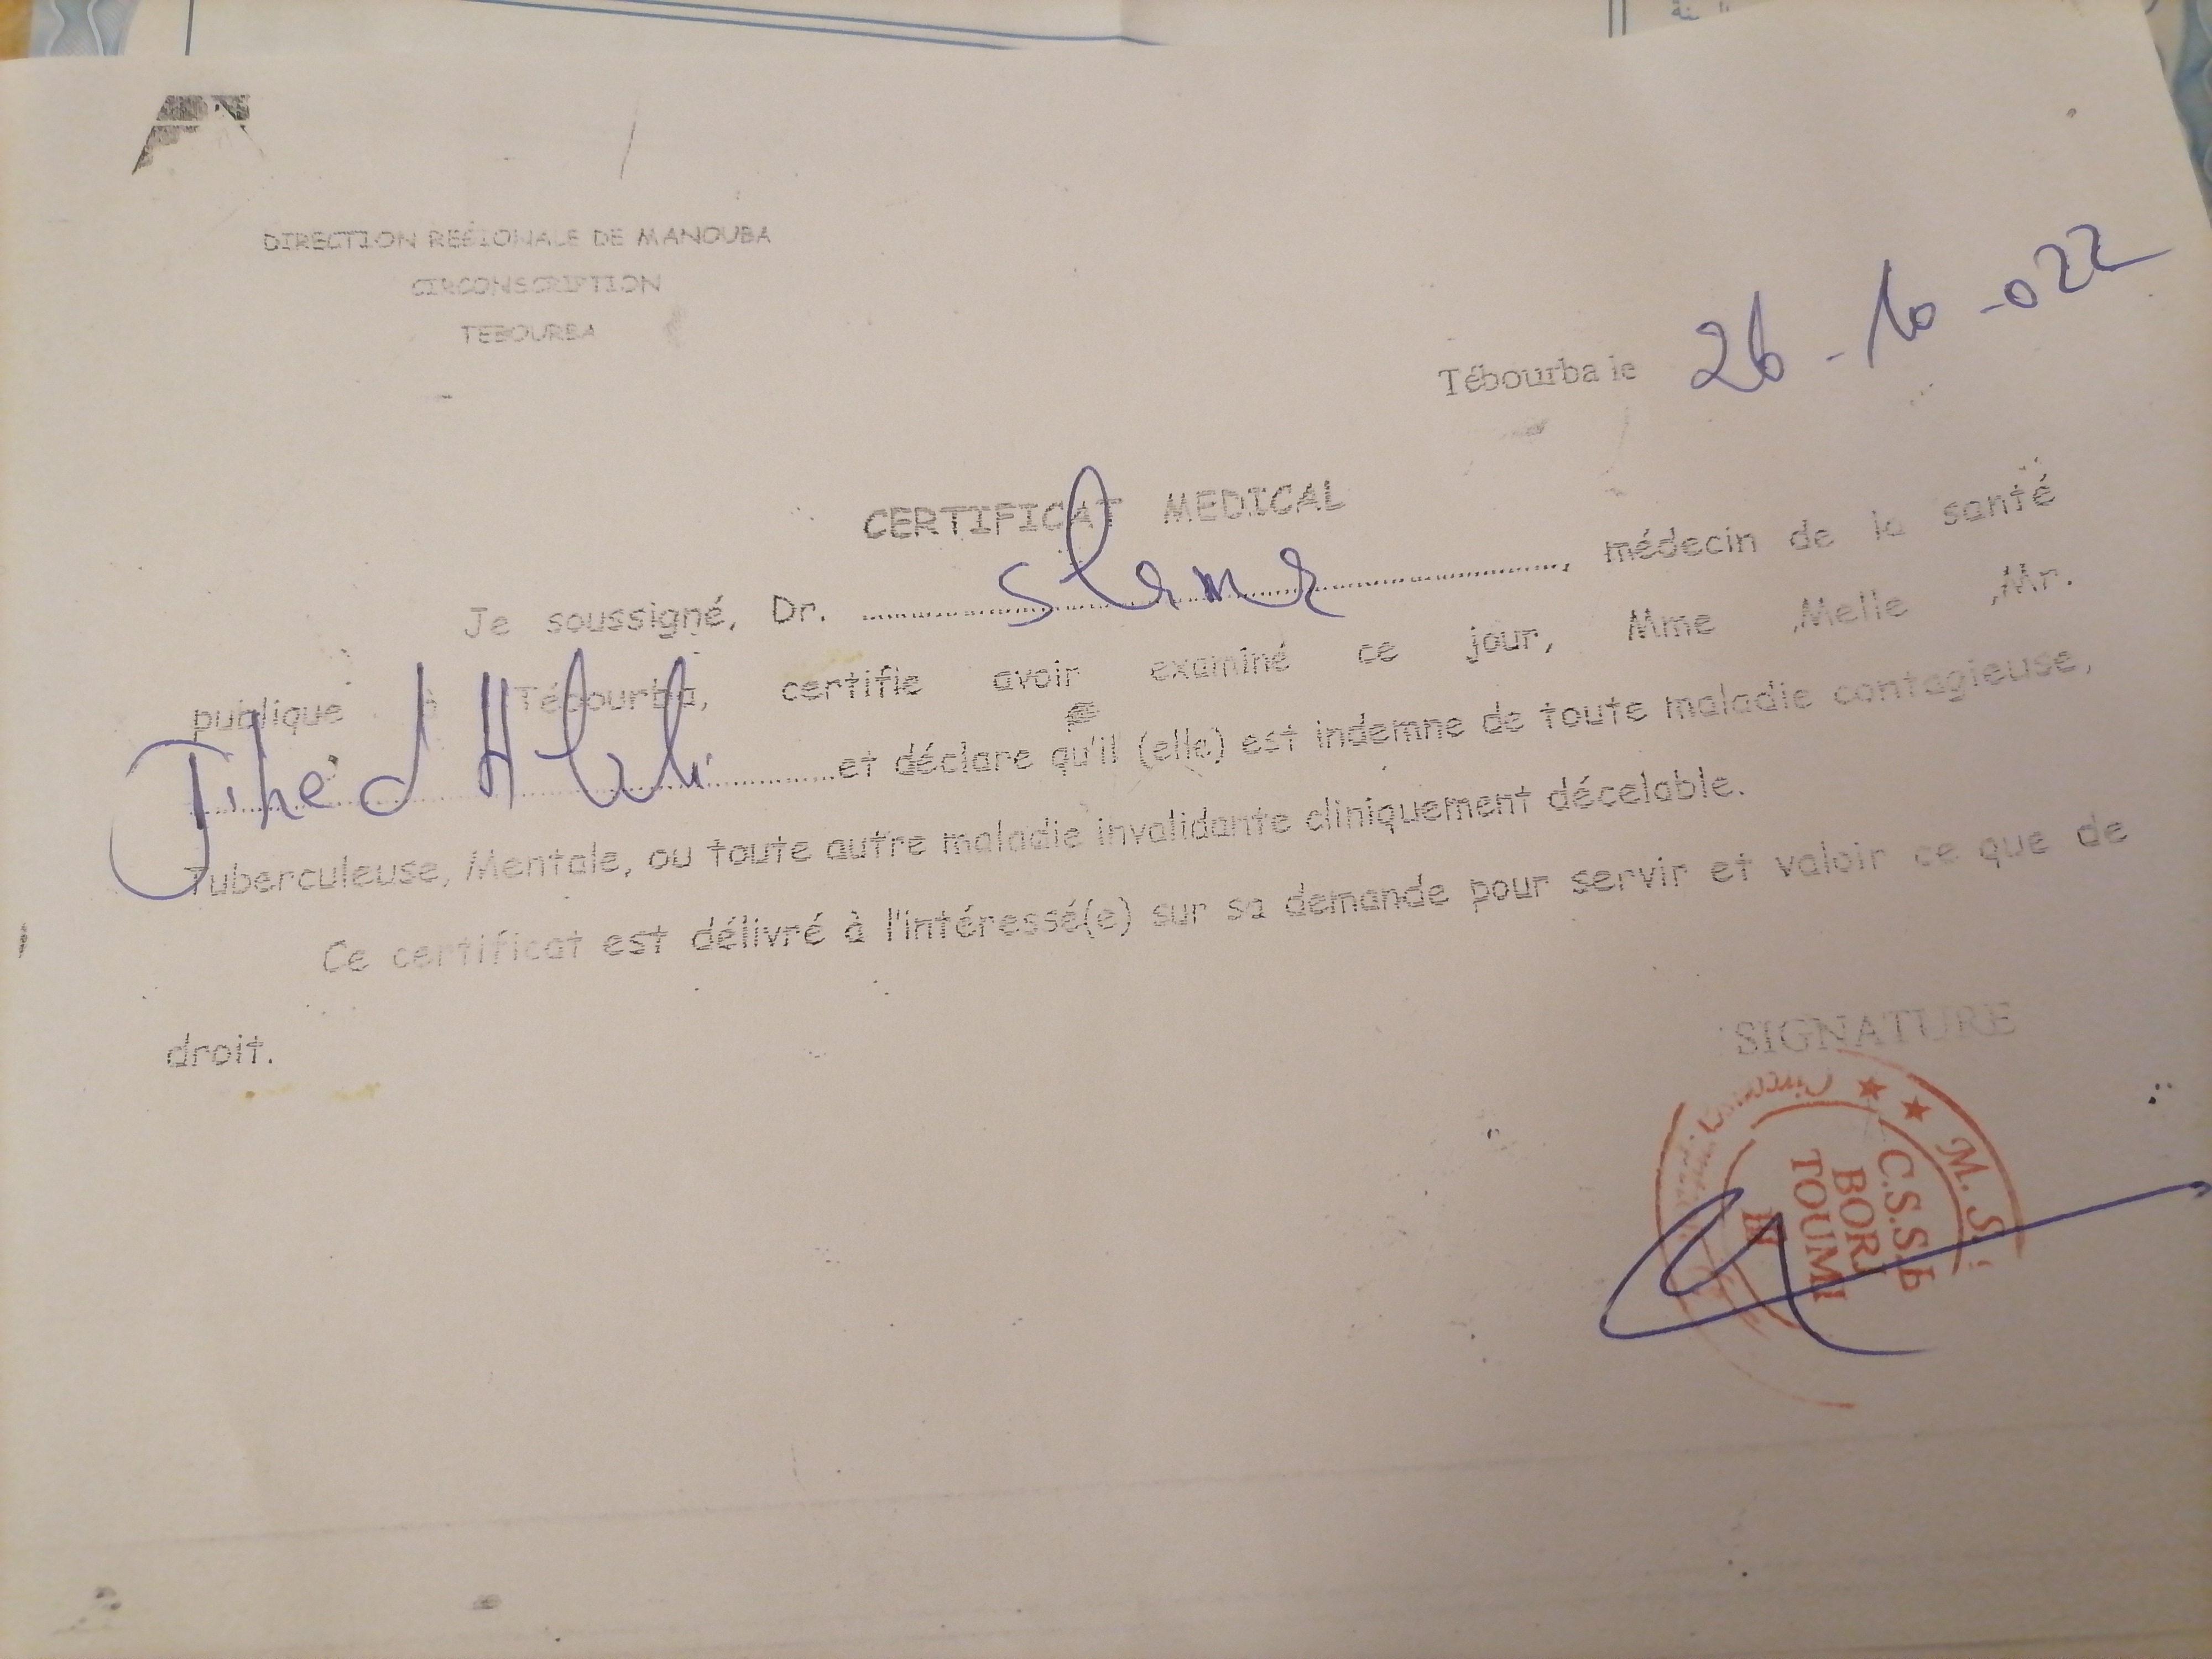 DIRECTION REGIONALE DE MANOUBA
CIRCONSCRIPTION
TEBOURBA
Tébourba le 26-10-022
CERTIFICAT MEDICAL
Je soussigné, Dr. slama, médecin de la santé
publique à Tébourba, certifie avoir examiné ce jour, Mme ,Melle ,Mr.
Jihed et déclare qu'il (elle) est indemne de toute maladie contagieuse,
Tuberculeuse, Mentale, ou toute autre maladie invalidante cliniquement décelable.
Ce certificat est délivré à l'intéressé(e) sur sa demande pour servir et valoir ce que de
droit.
SIGNATURE
M. S.
C.S.S.b
BORJ
TOUMI